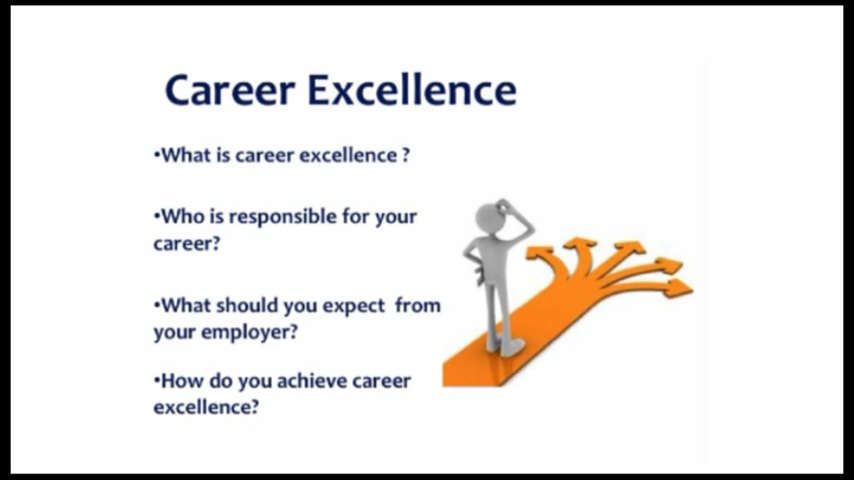 Career Excellence
•What is career excellence ?
•Who is responsible for your
career?
•What should you expect  from
your employer?
•How do you achieve career
excellence?